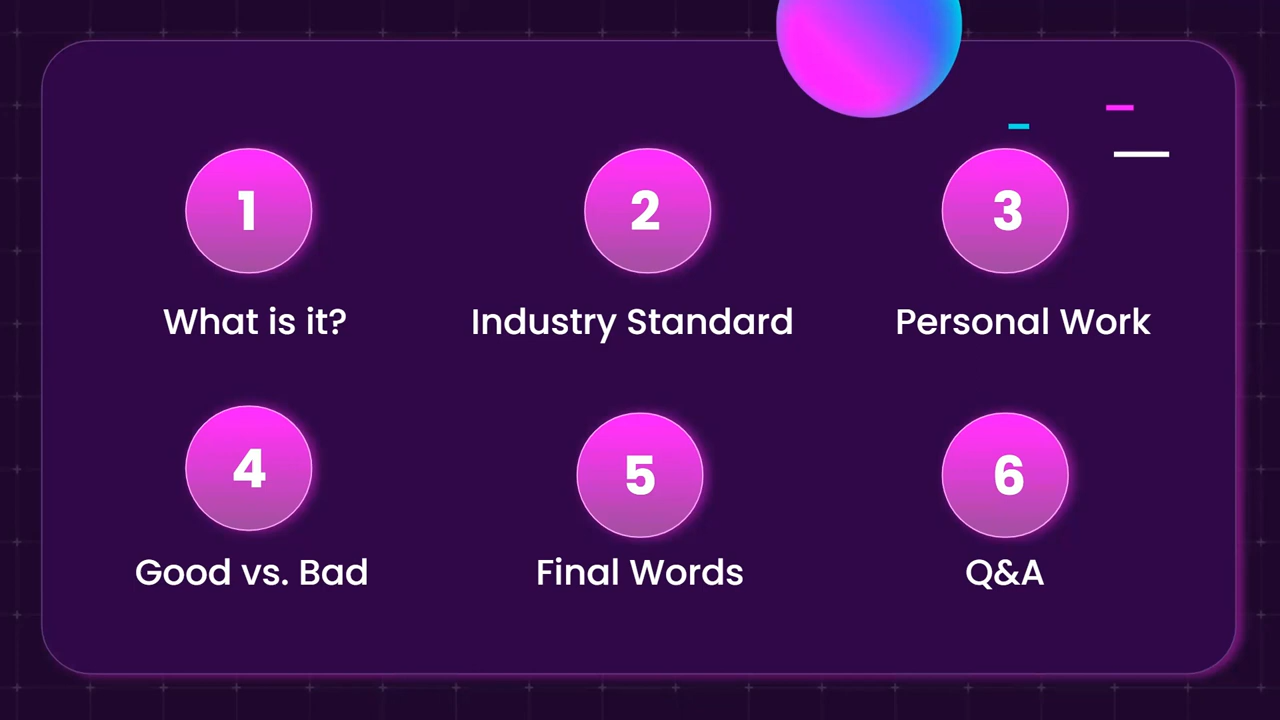 1
What is it?
2
Industry Standard
3
Personal Work
4
Good vs. Bad
5
Final Words
6
Q&A